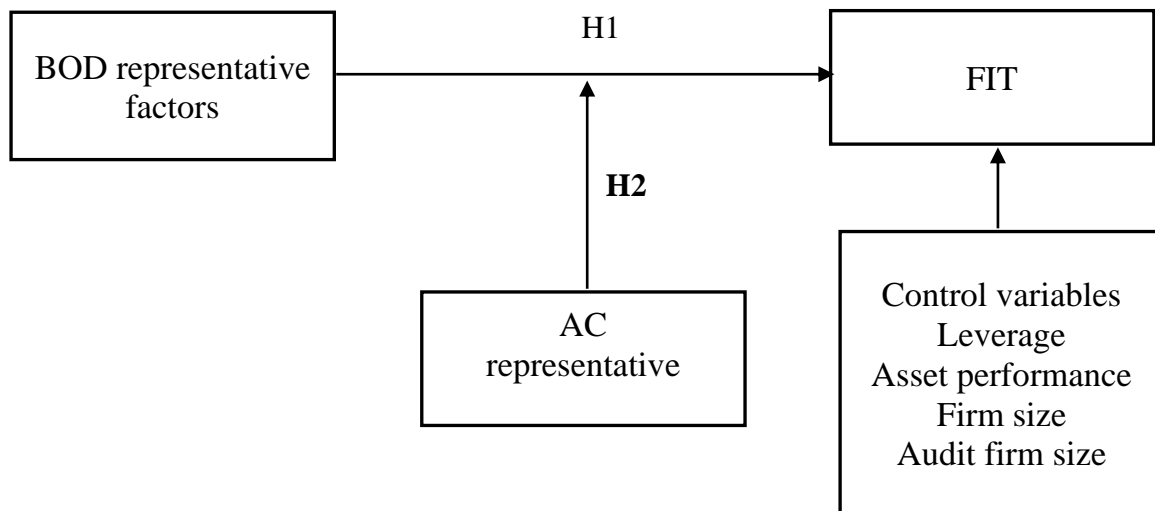 H1
BOD representative
factors
FIT
H2
AC
representative
Control variables
Leverage
Asset performance
Firm size
Audit firm size